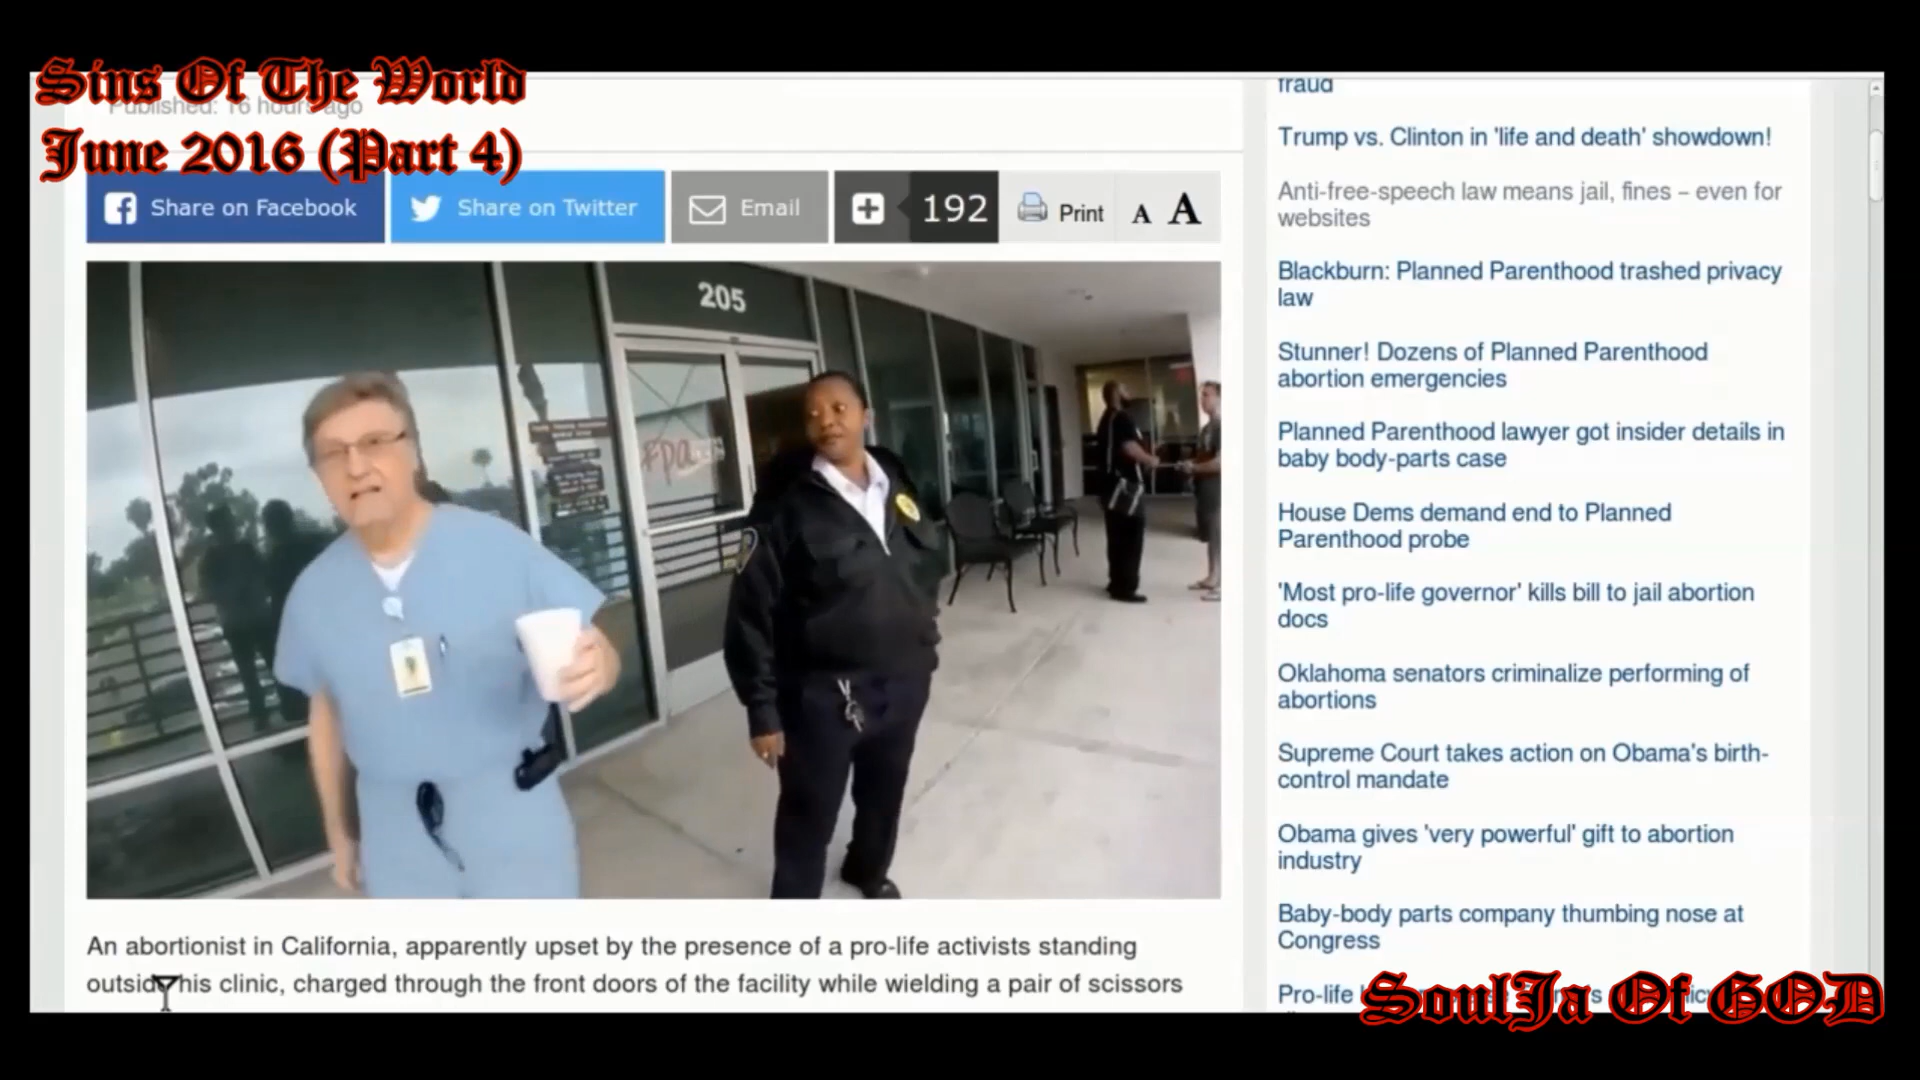 Sins Of The World
Published: 16 hours ago
June 2016 (Part 4)
Share on Facebook
Share on Twitter
Email
192
Print
A A
205
An abortionist in California, apparently upset by the presence of a pro-life activists standing
outside his clinic, charged through the front doors of the facility while wielding a pair of scissors
fraud
Trump vs. Clinton in 'life and death' showdown!
Anti-free-speech law means jail, fines – even for
websites
Blackburn: Planned Parenthood trashed privacy
law
Stunner! Dozens of Planned Parenthood
abortion emergencies
Planned Parenthood lawyer got insider details in
baby body-parts case
House Dems demand end to Planned
Parenthood probe
'Most pro-life governor' kills bill to jail abortion
docs
Oklahoma senators criminalize performing of
abortions
Supreme Court takes action on Obama's birth-
control mandate
Obama gives 'very powerful' gift to abortion
industry
Baby-body parts company thumbing nose at
Congress
Pro-life
SoulJa Of GOD